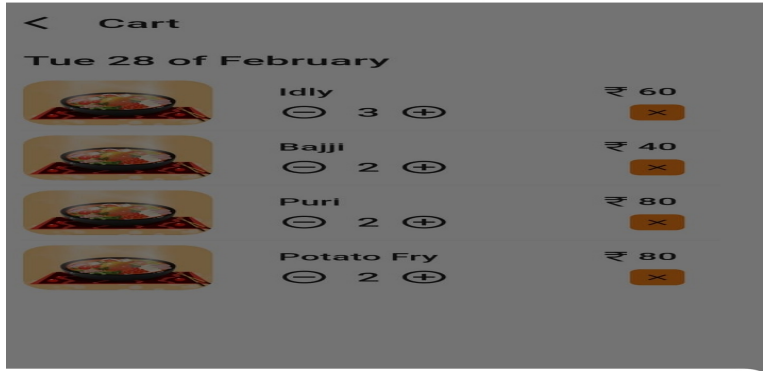 < Cart
Tue 28 of February
Idly ₹ 60
3
Bajji ₹ 40
2
Puri ₹ 80
2
Potato Fry ₹ 80
2